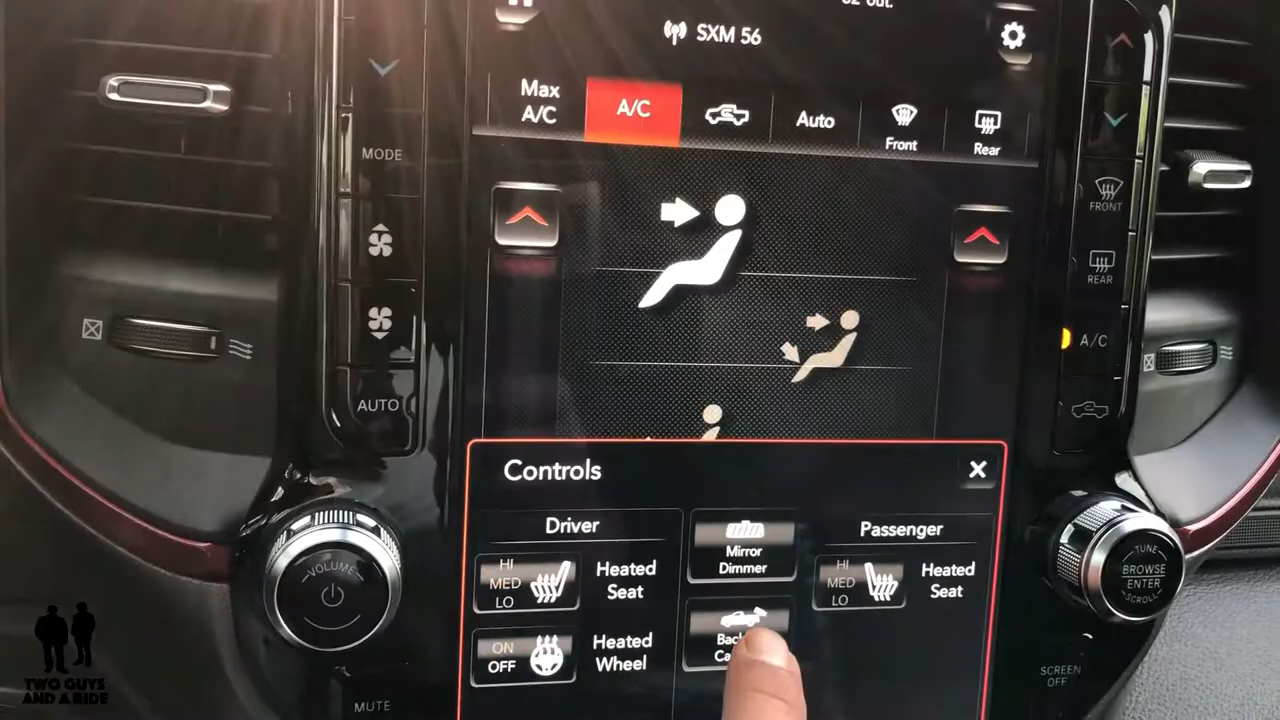 SXM 56
Max
A/C
A/C
Auto
Front
Rear
MODE
AUTO
VOLUME
MUTE
FRONT
REAR
A/C
Controls
Driver
HI
MED
LO
Heated
Seat
ON
OFF
Heated
Wheel
Mirror
Dimmer
Passenger
HI
MED
LO
Heated
Seat
TUNE
BROWSE
ENTER
SCROLL
SCREEN
OFF
TWO GUYS
AND A RIDE